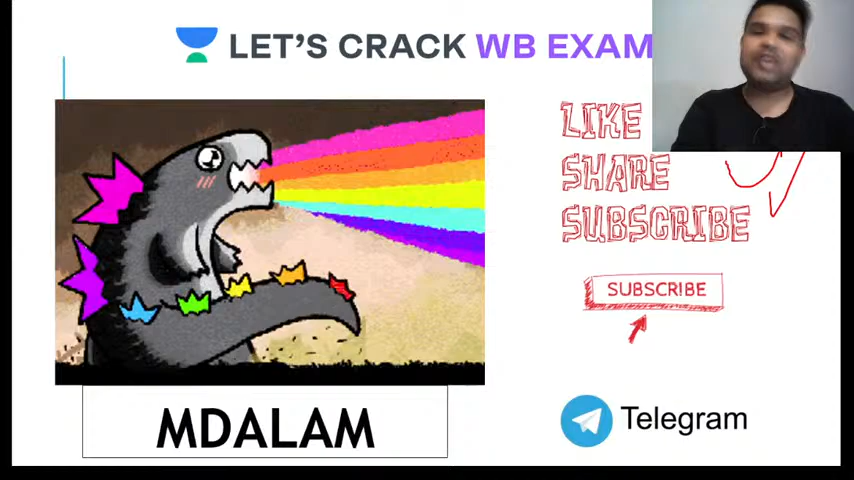 LET'S CRACK WB EXAM
LIKE
SHARE
SUBSCRIBE
SUBSCRIBE
MDALAM
Telegram